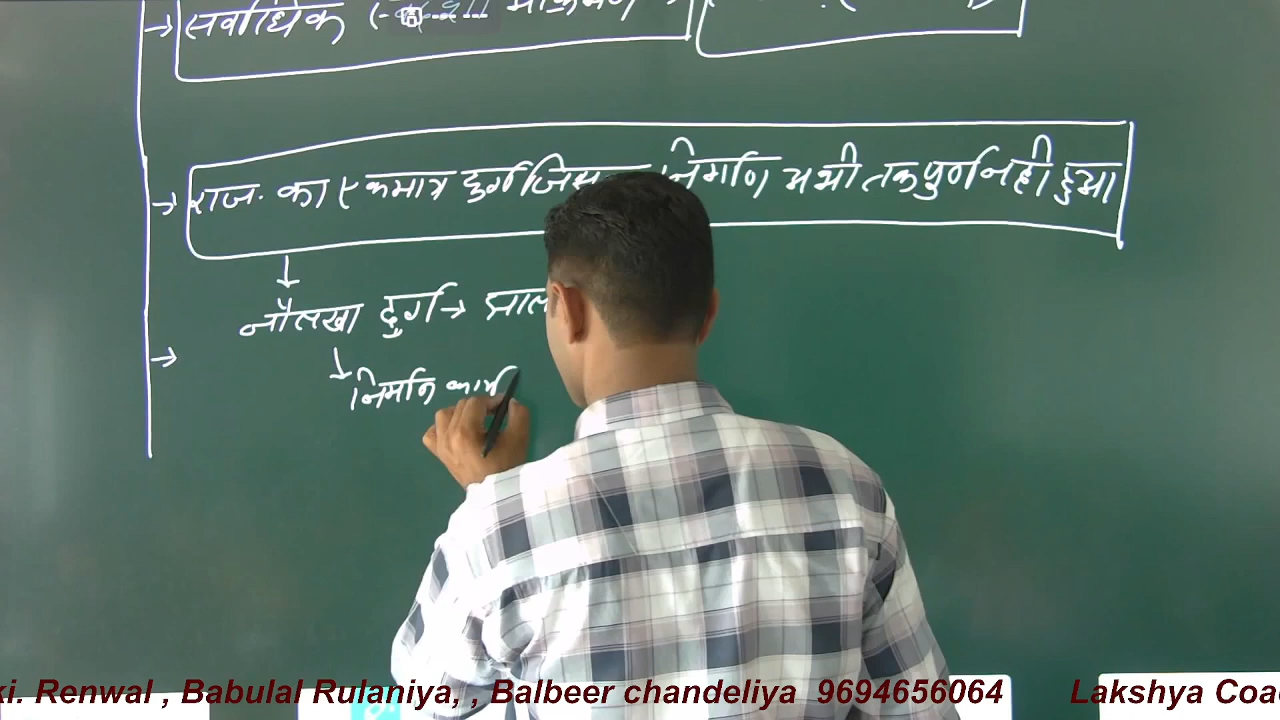 → सर्वाधिक (-
→ राज. का एकमात्र दुर्ग जिस निर्माण अभी तक पुर्ण नही हुआ
↓
नौलखा दुर्ग → झाल
→
↓
निर्माण कार्य
ki. Renwal , Babulal Rulaniya, , Balbeer chandeliya 9694656064 Lakshya Coa